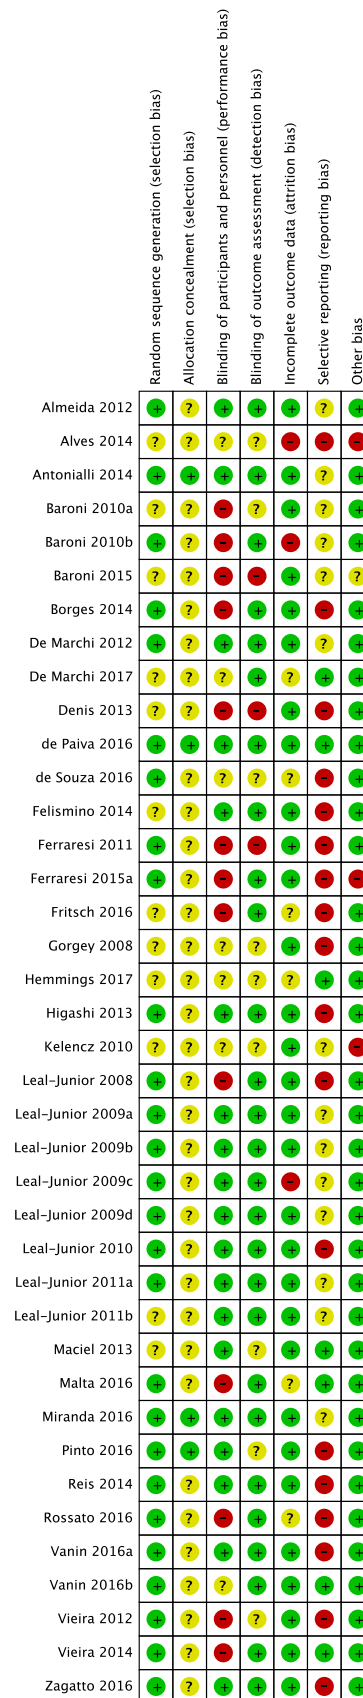 Random sequence generation (selection bias)
Allocation concealment (selection bias)
Blinding of participants and personnel (performance bias)
Blinding of outcome assessment (detection bias)
Incomplete outcome data (attrition bias)
Selective reporting (reporting bias)
Other bias
Almeida 2012 + ? + + + ? +
Alves 2014 ? ? ? ? - - -
Antonialli 2014 + + + + + ? +
Baroni 2010a ? ? - ? + ? +
Baroni 2010b + ? - + - ? +
Baroni 2015 ? ? - - + ? ?
Borges 2014 + ? - + + - +
De Marchi 2012 + ? + + + ? +
De Marchi 2017 ? ? ? + ? + +
Denis 2013 ? ? - - + - +
de Paiva 2016 + + + + + + +
de Souza 2016 + ? ? ? ? - +
Felismino 2014 ? ? + + + - +
Ferraresi 2011 + ? - - + - +
Ferraresi 2015a + ? - + + - -
Fritsch 2016 ? ? - + ? - +
Gorgey 2008 ? ? ? ? + - +
Hemmings 2017 ? ? ? ? ? + +
Higashi 2013 + ? + + + - +
Kelencz 2010 ? ? ? ? + ? -
Leal-Junior 2008 + ? - + + - +
Leal-Junior 2009a + ? + + + ? +
Leal-Junior 2009b + ? + + + ? +
Leal-Junior 2009c + ? + + - ? +
Leal-Junior 2009d + ? + + + ? +
Leal-Junior 2010 + ? + + + - +
Leal-Junior 2011a + ? + + + ? +
Leal-Junior 2011b ? ? + + + ? +
Maciel 2013 ? ? + ? + + +
Malta 2016 + ? - + ? + +
Miranda 2016 + + + + + ? +
Pinto 2016 + + + ? + - +
Reis 2014 + ? + + + - +
Rossato 2016 + ? - + ? - +
Vanin 2016a + ? + + + - +
Vanin 2016b + ? ? + + + +
Vieira 2012 + ? - ? + - +
Vieira 2014 + ? - + + + +
Zagatto 2016 + ? + + + - +